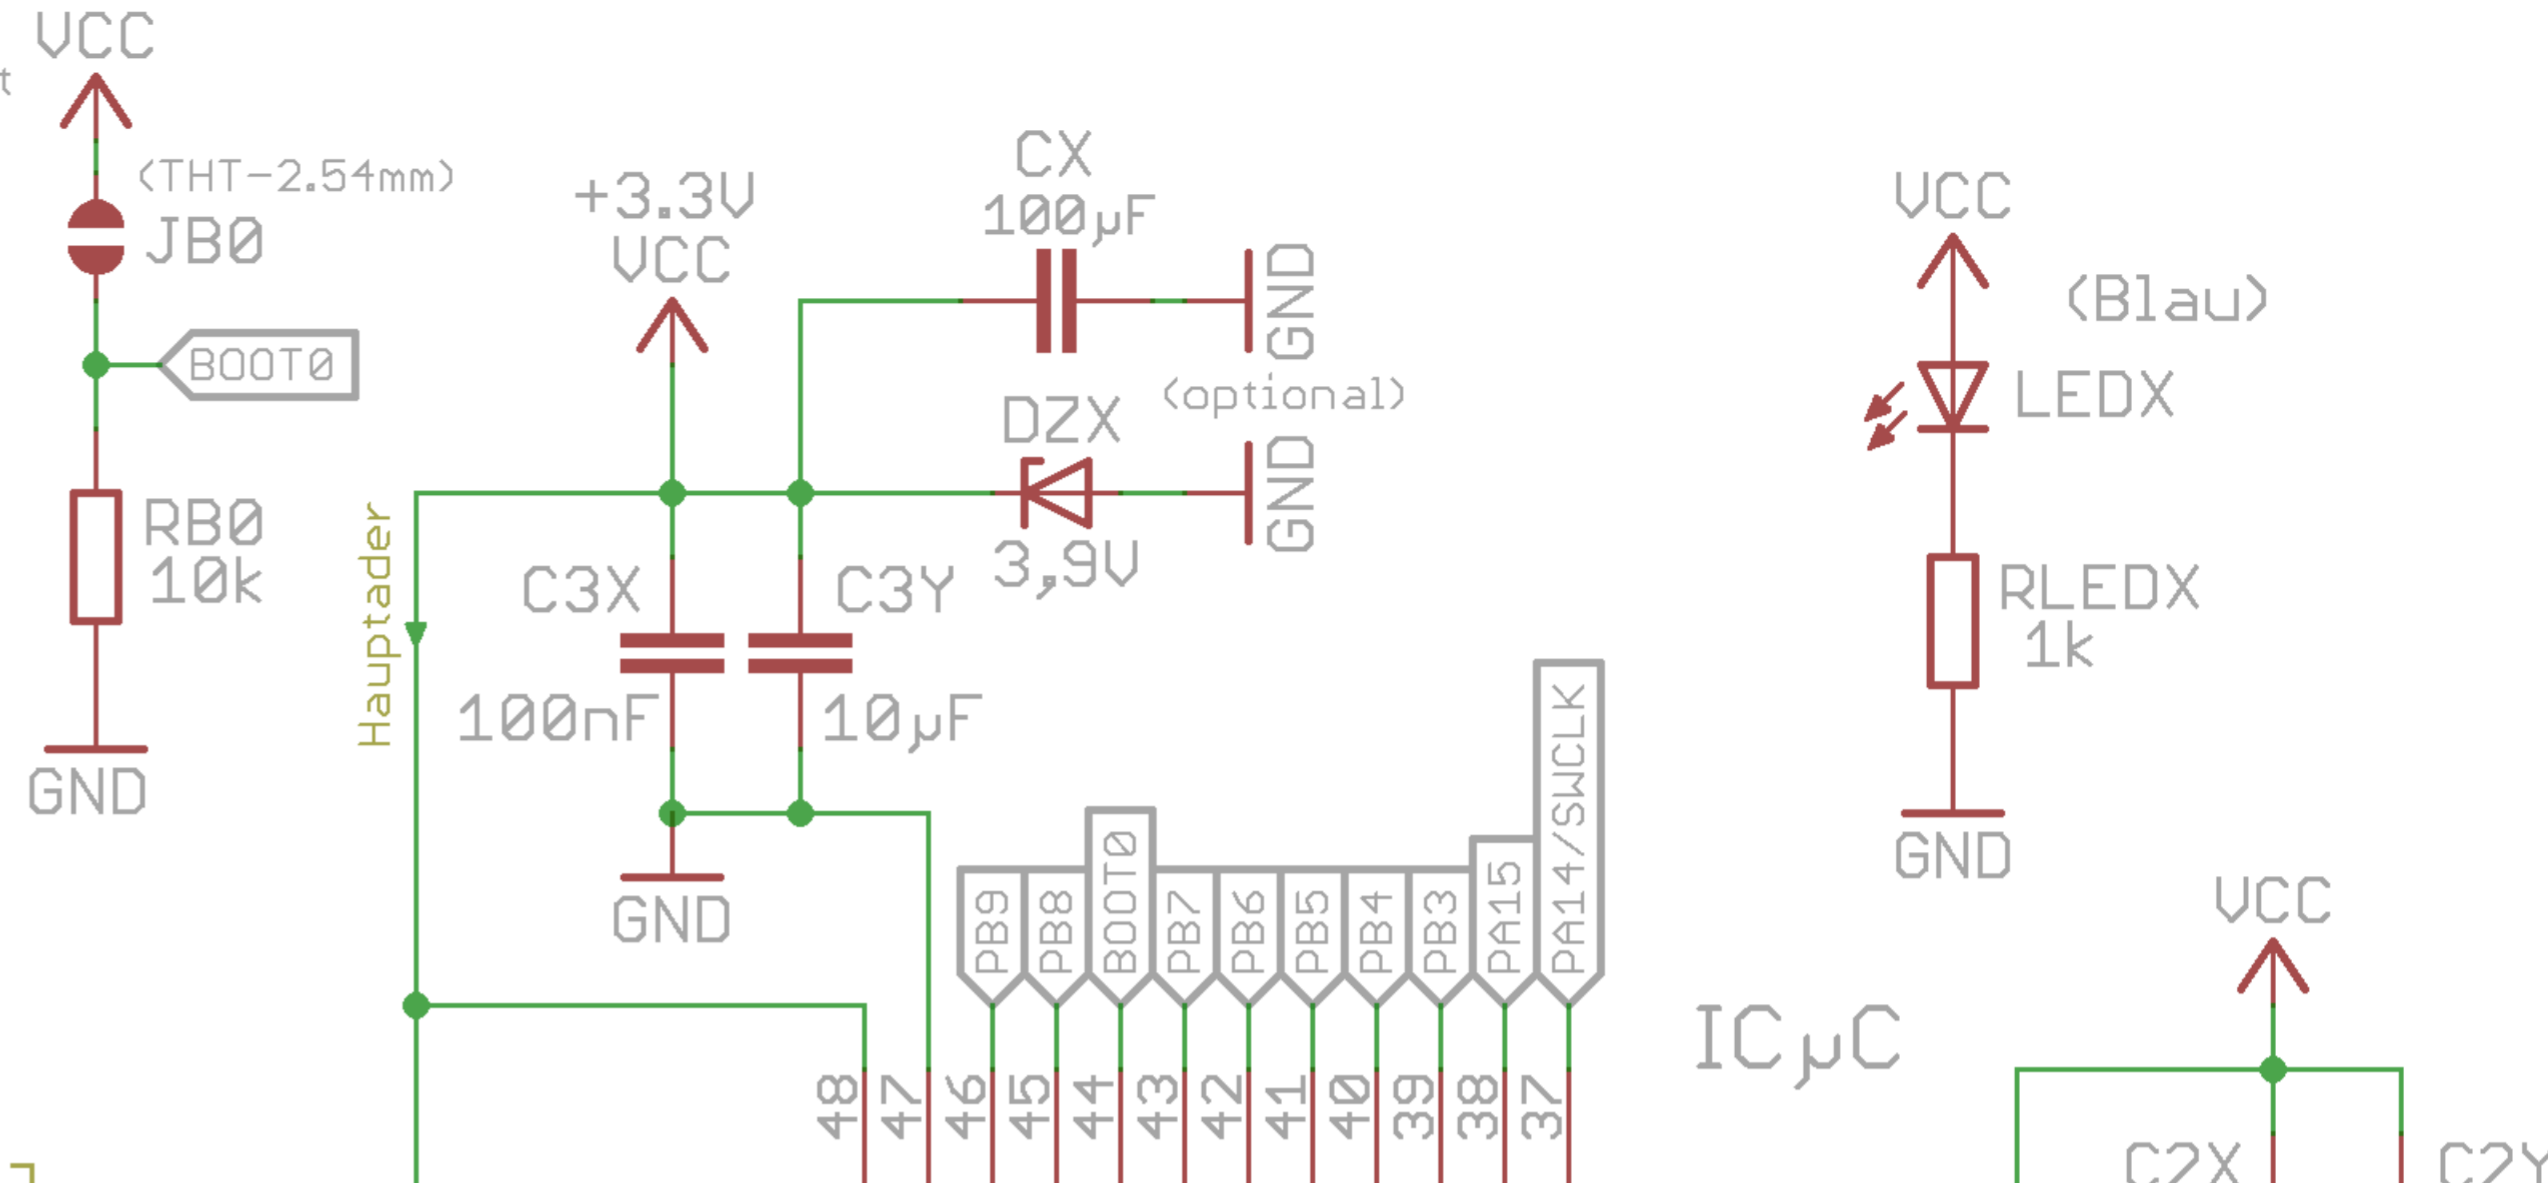 VCC
t
(THT-2.54mm)
JB0
BOOT0
RB0
10k
GND
Hauptader
+3.3V
VCC
CX
100µF
GND
(optional)
DZX
3,9V
GND
C3X
100nF
C3Y
10µF
GND
PB9
PB8
BOOT0
PB7
PB6
PB5
PB4
PB3
PA15
PA14/SWCLK
48
47
46
45
44
43
42
41
40
39
38
37
VCC
(Blau)
LEDX
RLEDX
1k
GND
ICµC
VCC
C2X
C2Y